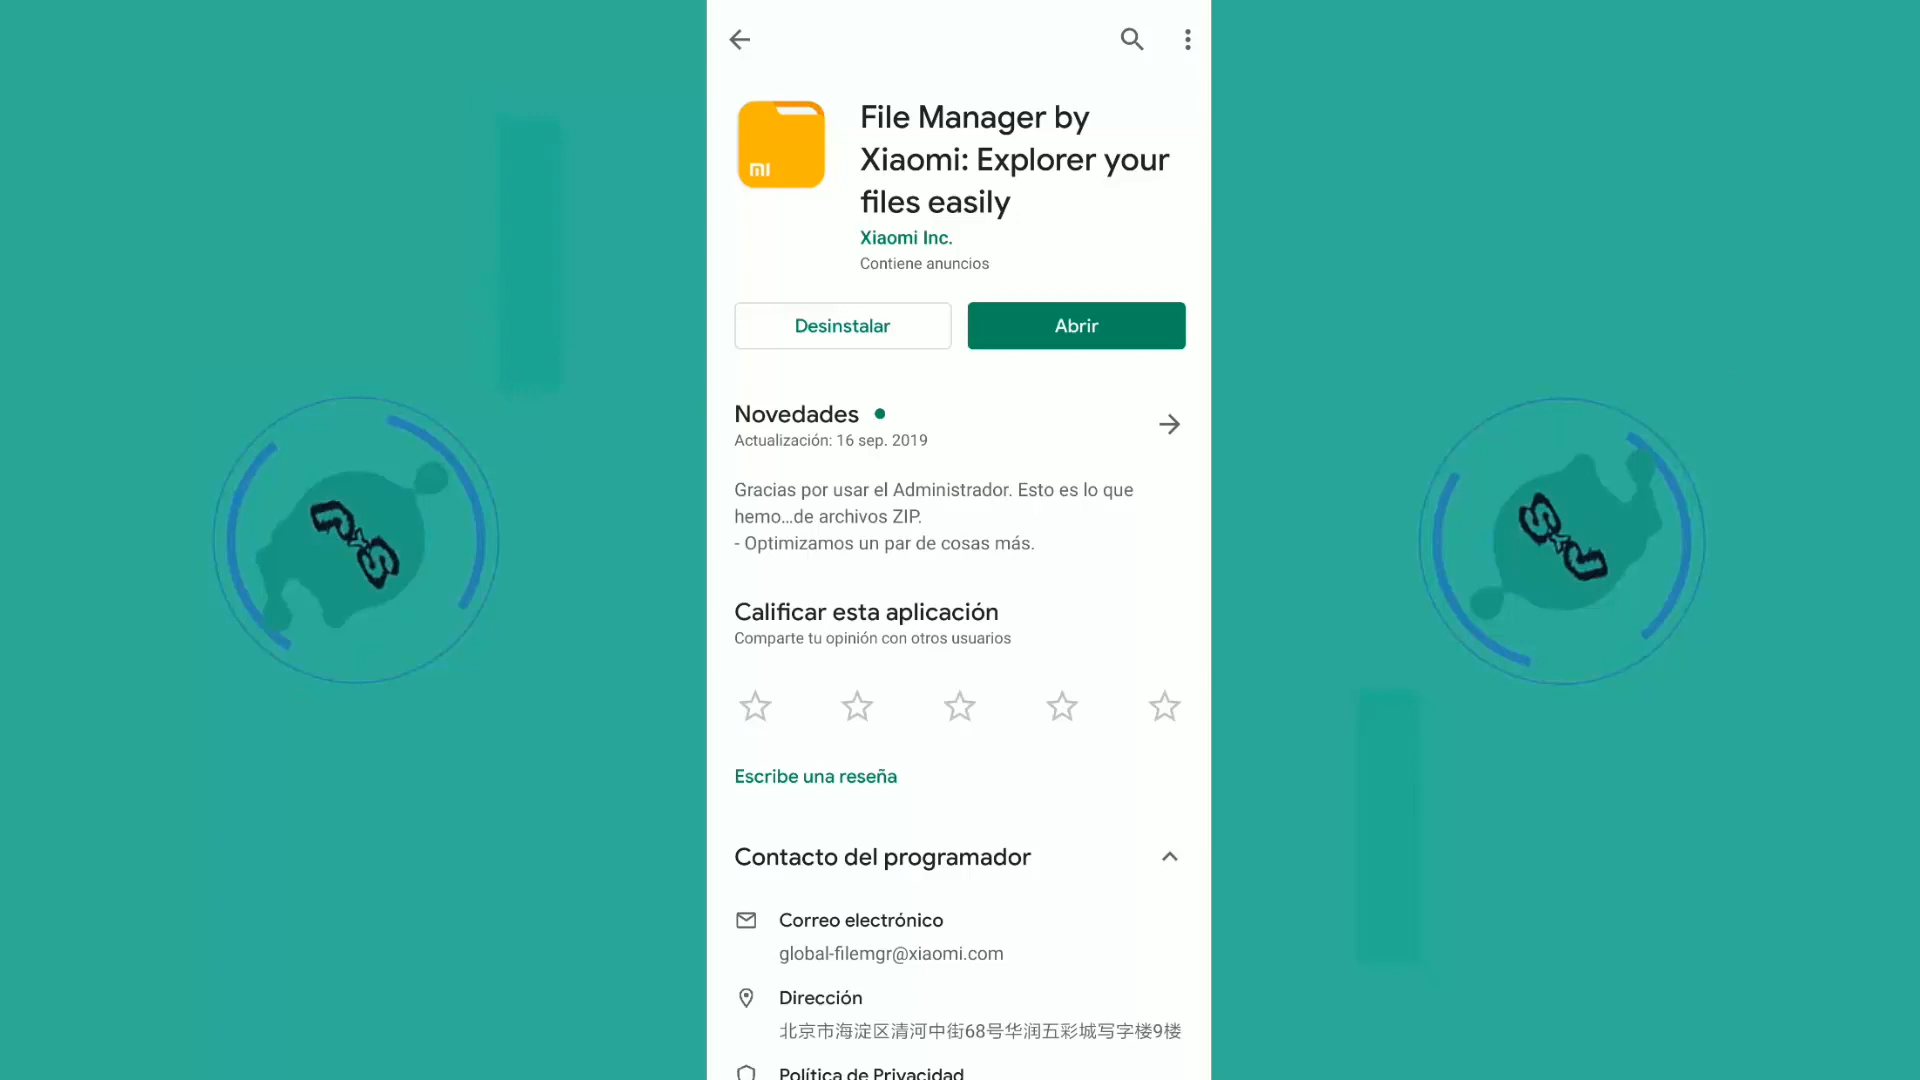 File Manager by
Xiaomi: Explorer your
files easily
Xiaomi Inc.
Contiene anuncios
Desinstalar
Abrir
Novedades
Actualización: 16 sep. 2019
Gracias por usar el Administrador. Esto es lo que
hemo...de archivos ZIP.
- Optimizamos un par de cosas más.
Calificar esta aplicación
Comparte tu opinión con otros usuarios
Escribe una reseña
Contacto del programador
Correo electrónico
global-filemgr@xiaomi.com
Dirección
北京市海淀区清河中街68号华润五彩城写字楼9楼
Política de Privacidad